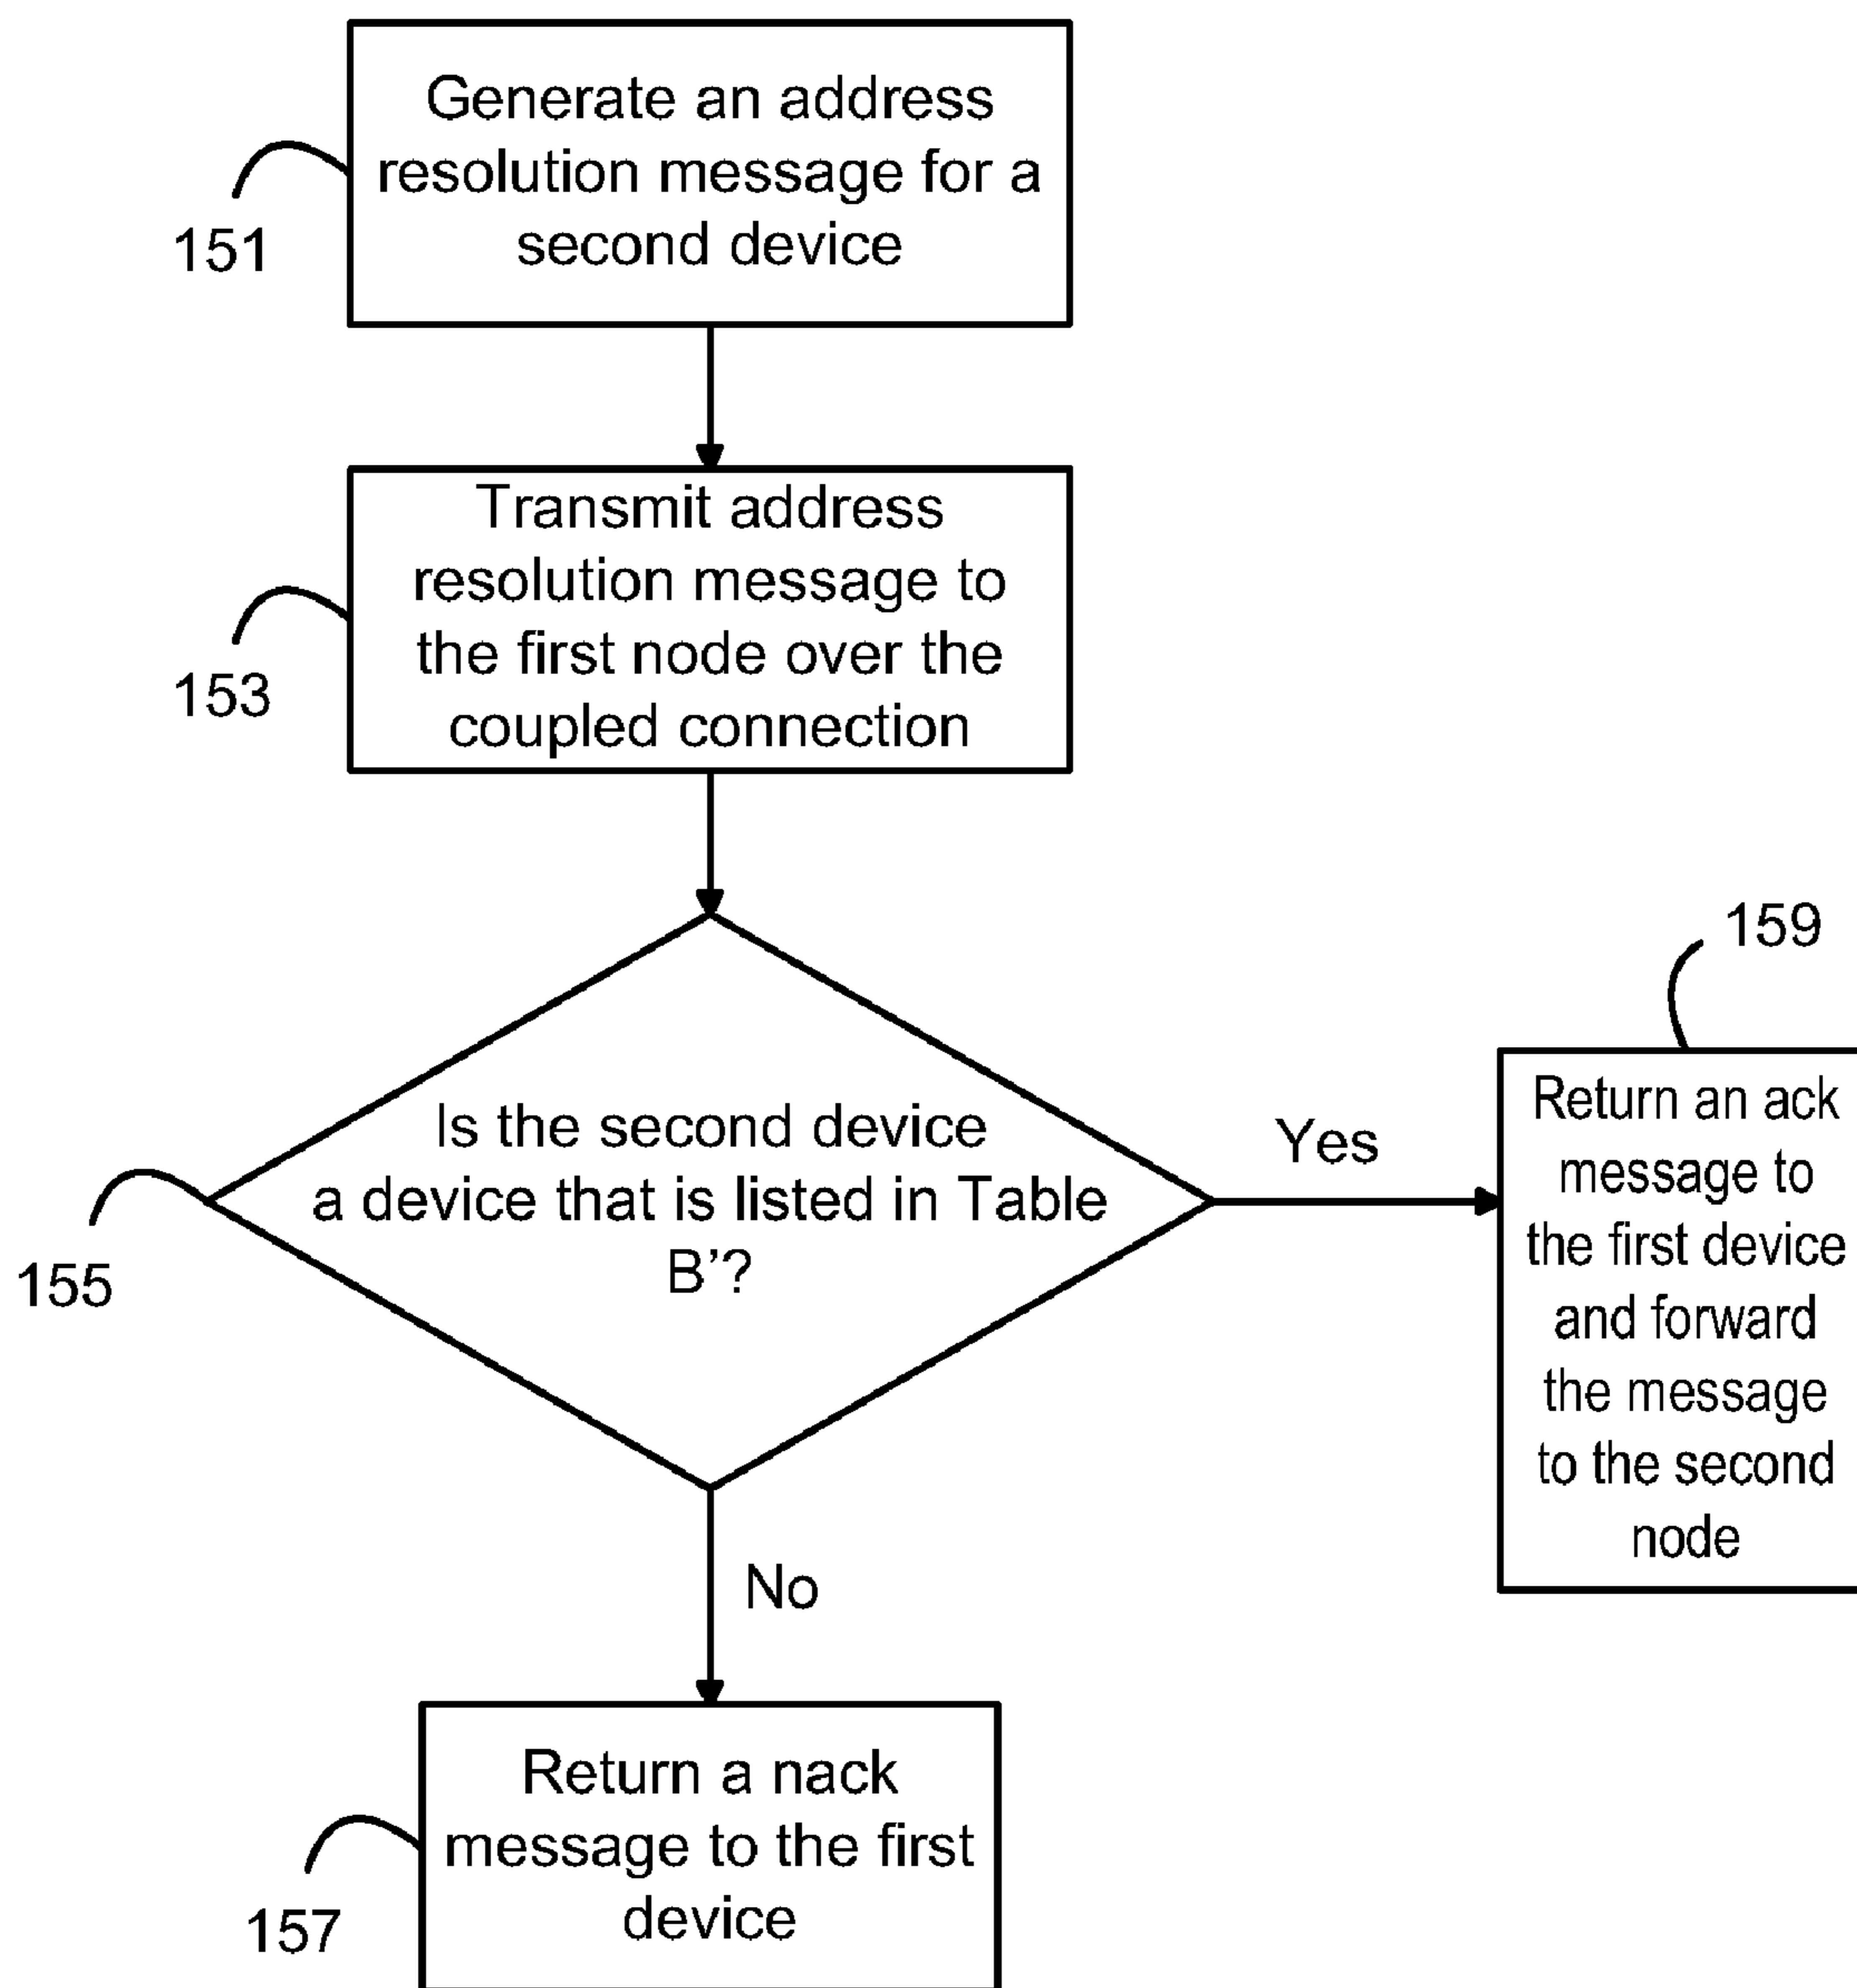 Generate an address
resolution message for a
second device
151
Transmit address
resolution message to
the first node over the
coupled connection
153
Is the second device
a device that is listed in Table
B'?
155
Yes
159
Return an ack
message to
the first device
and forward
the message
to the second
node
No
Return a nack
message to the first
device
157